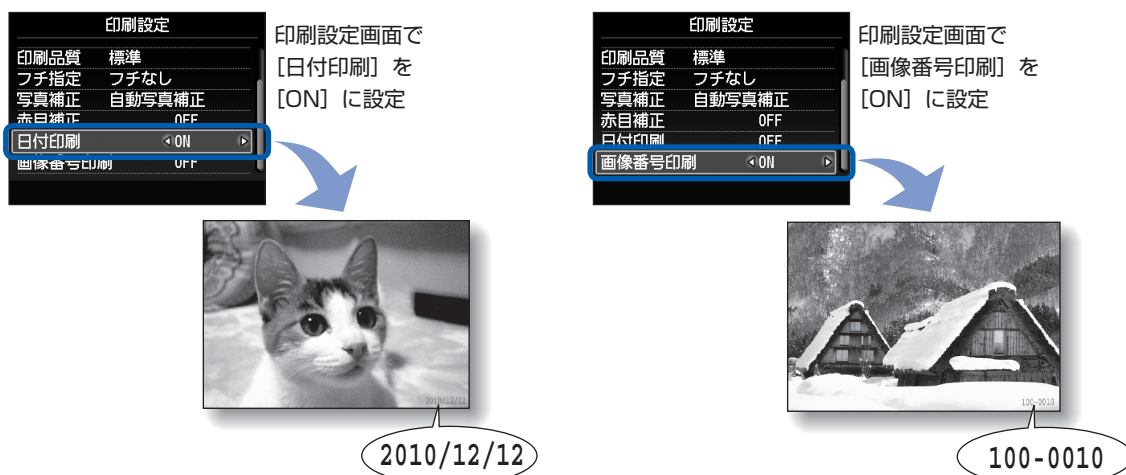 印刷設定
印刷品質 標準
フチ指定 フチなし
写真補正 自動写真補正
赤目補正 OFF
日付印刷 ON
画像番号印刷 OFF
印刷設定画面で
［日付印刷］を
［ON］に設定
2010/12/12
2010/12/12
印刷設定
印刷品質 標準
フチ指定 フチなし
写真補正 自動写真補正
赤目補正 OFF
日付印刷 OFF
画像番号印刷 ON
印刷設定画面で
［画像番号印刷］を
［ON］に設定
100-0010
100-0010